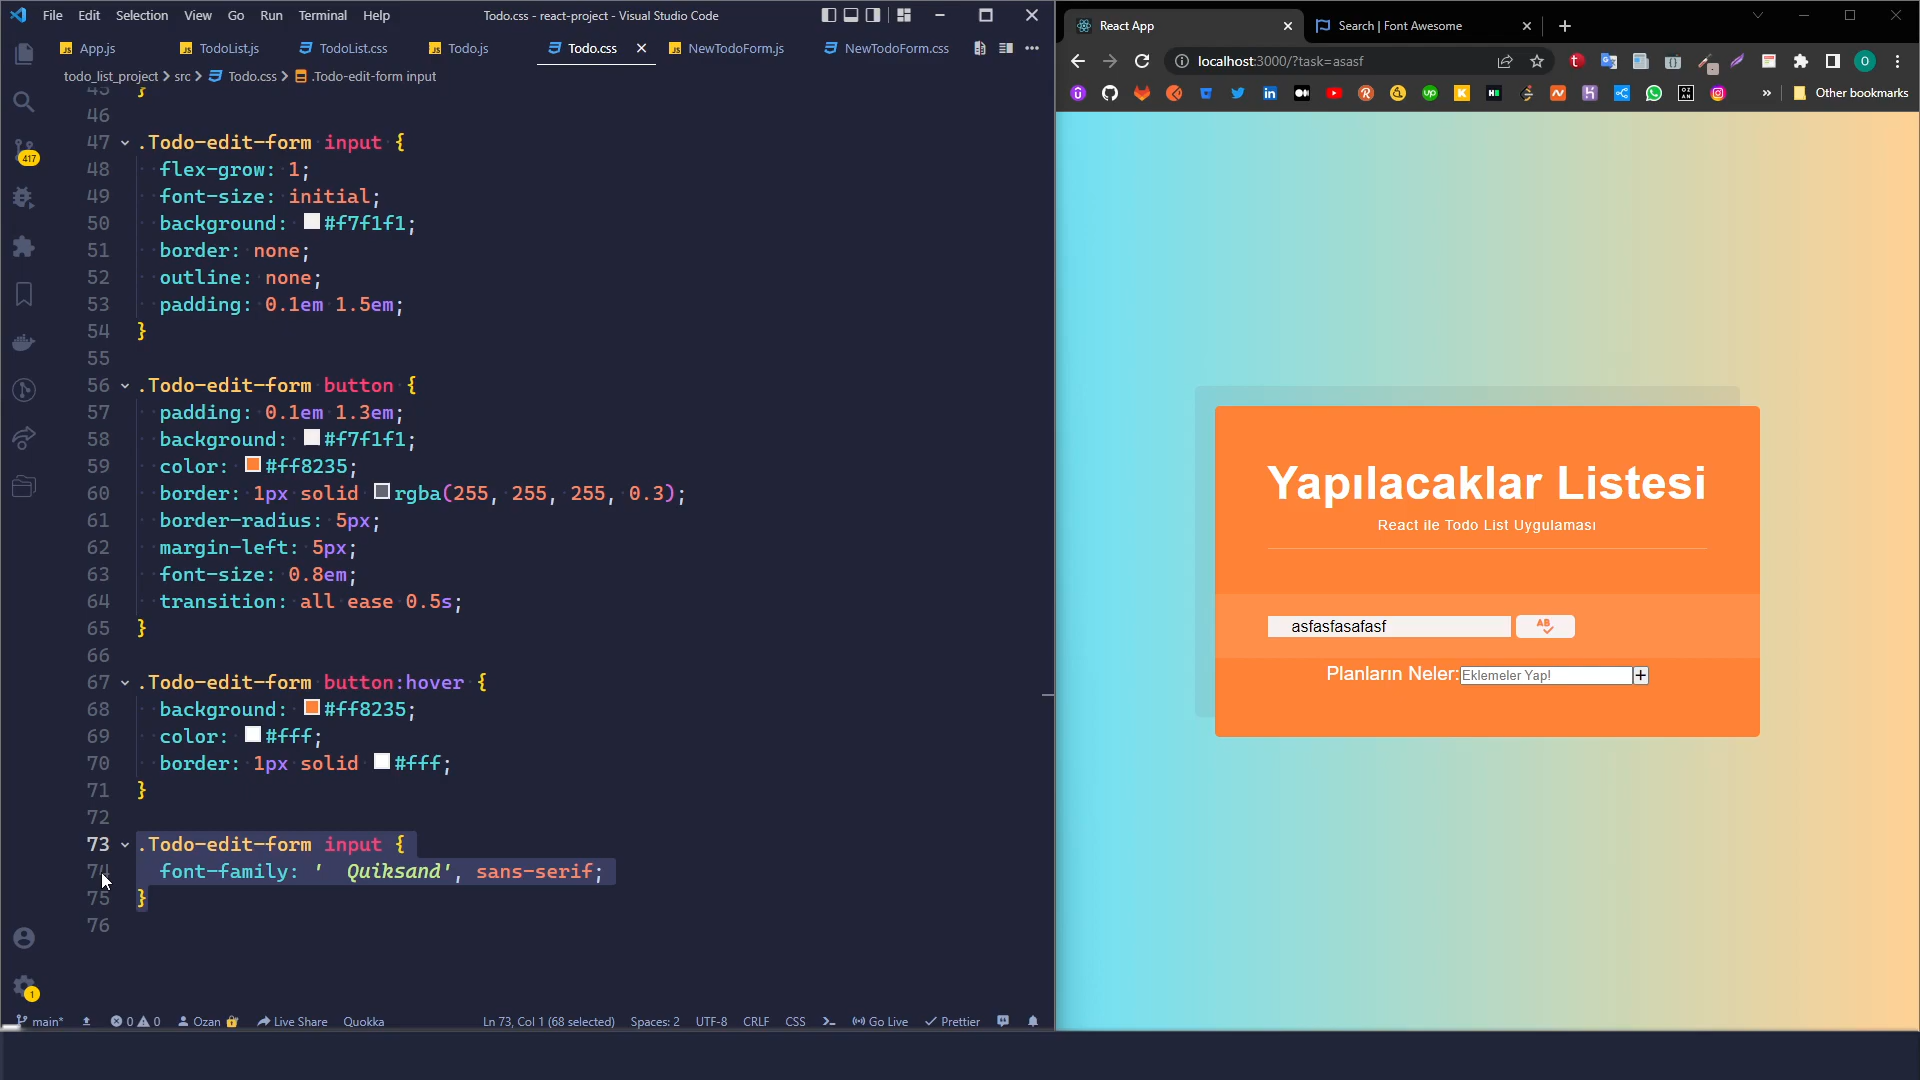 File Edit Selection View Go Run Terminal Help
Todo.css - react-project - Visual Studio Code
App.js TodoList.js TodoList.css Todo.js Todo.css NewTodoForm.js NewTodoForm.css
todo_list_project > src > Todo.css > .Todo-edit-form input
45 }
46
47 .Todo-edit-form input {
48 flex-grow: 1;
49 font-size: initial;
50 background: #f7f1f1;
51 border: none;
52 outline: none;
53 padding: 0.1em 1.5em;
54 }
55
56 .Todo-edit-form button {
57 padding: 0.1em 1.3em;
58 background: #f7f1f1;
59 color: #ff8235;
60 border: 1px solid rgba(255, 255, 255, 0.3);
61 border-radius: 5px;
62 margin-left: 5px;
63 font-size: 0.8em;
64 transition: all ease 0.5s;
65 }
66
67 .Todo-edit-form button:hover {
68 background: #ff8235;
69 color: #fff;
70 border: 1px solid #fff;
71 }
72
73 .Todo-edit-form input {
74 font-family: '  Quiksand', sans-serif;
75 }
76
417
1
main* 0 0 Ozan Live Share Quokka Ln 73, Col 1 (68 selected) Spaces: 2 UTF-8 CRLF CSS Go Live Prettier
React App Search | Font Awesome
localhost:3000/?task=asasf
O
» Other bookmarks
Yapılacaklar Listesi
React ile Todo List Uygulaması
asfasfasafasf
AB
Planların Neler: Eklemeler Yap! +